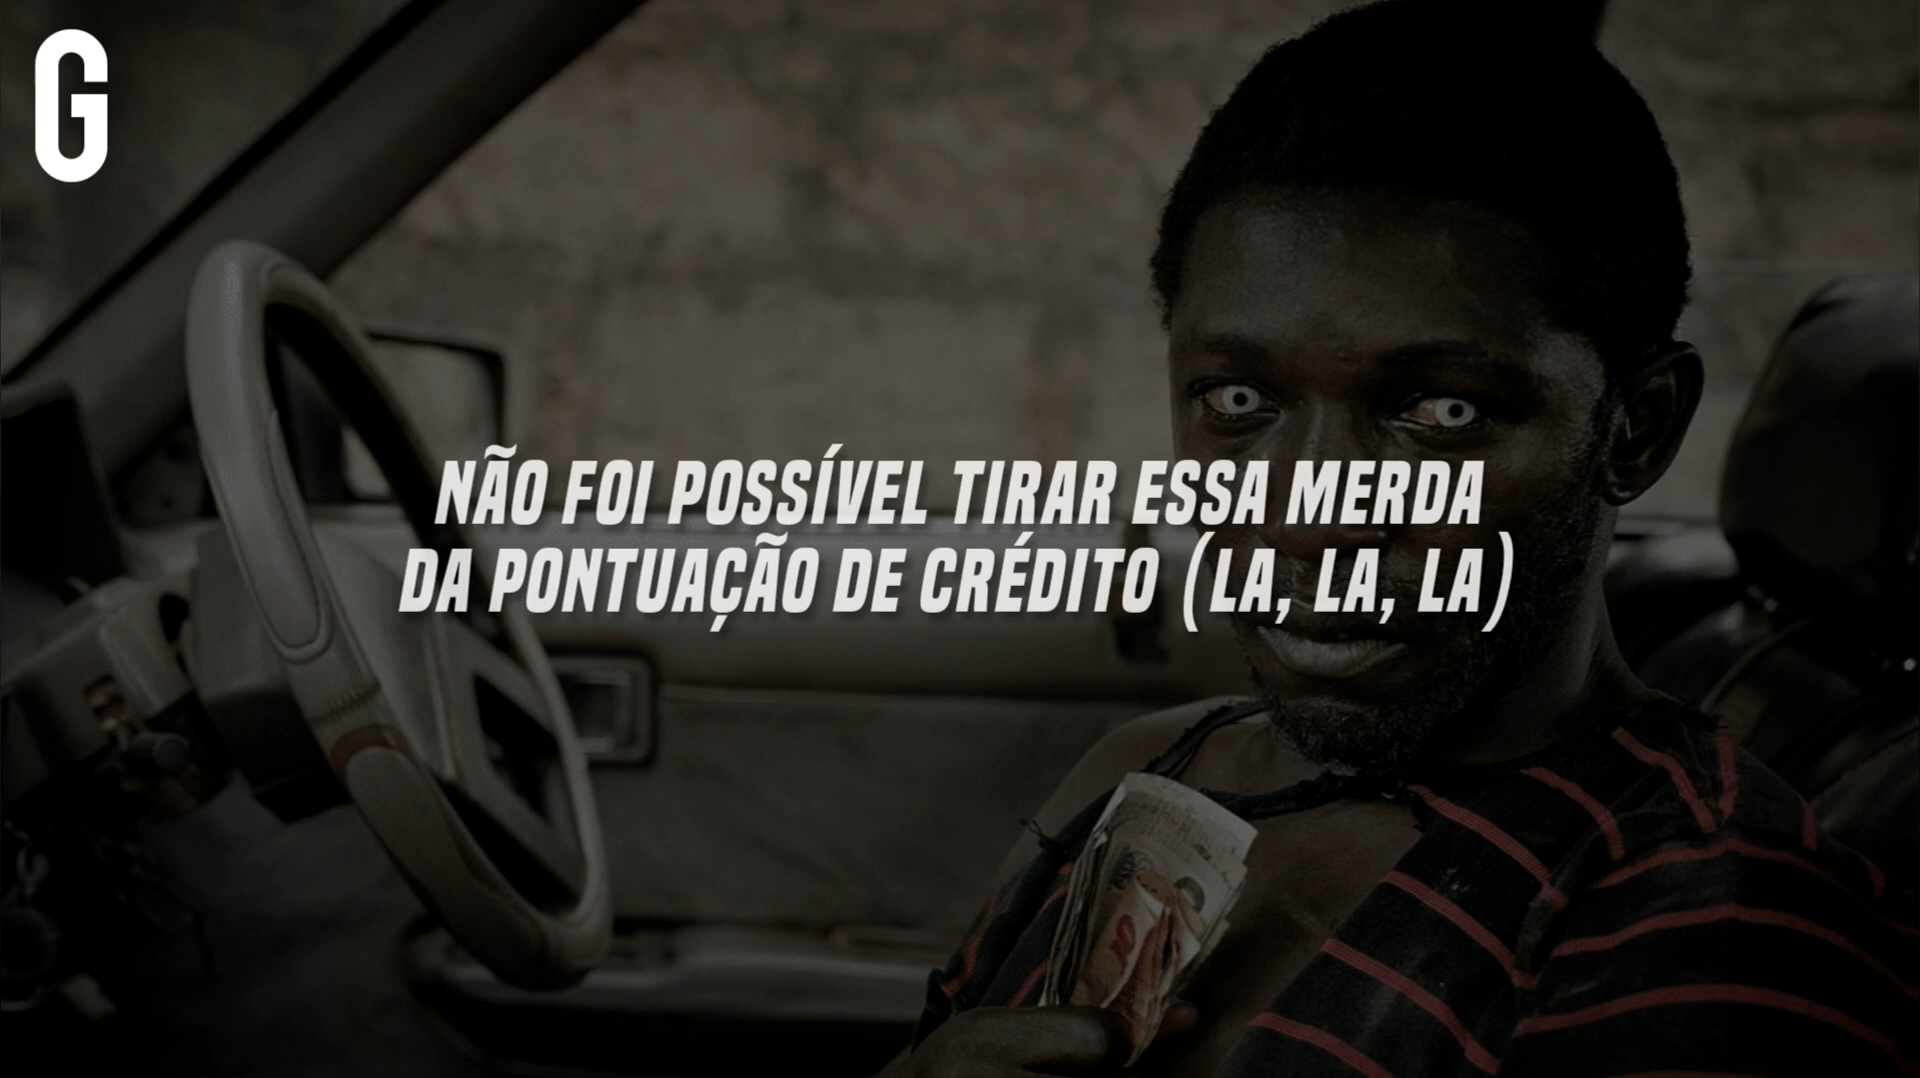 G
NÃO FOI POSSÍVEL TIRAR ESSA MERDA
DA PONTUAÇÃO DE CRÉDITO (LA, LA, LA)